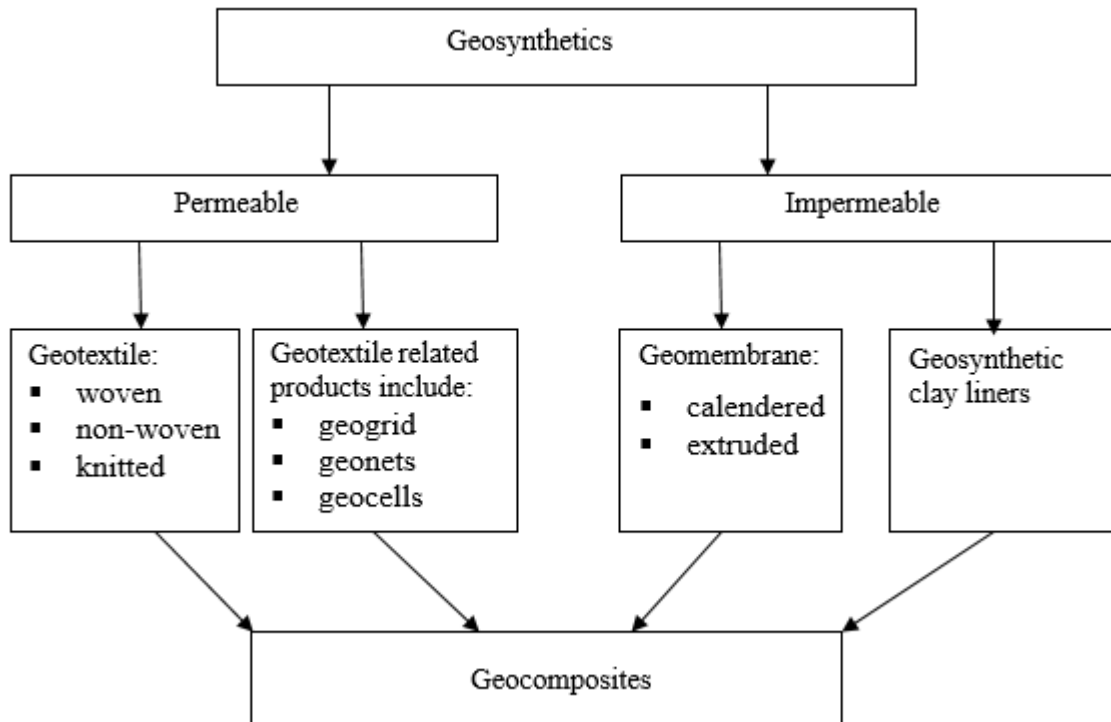 Geosynthetics
Permeable
Impermeable
Geotextile:
▪ woven
▪ non-woven
▪ knitted
Geotextile related
products include:
▪ geogrid
▪ geonets
▪ geocells
Geomembrane:
▪ calendered
▪ extruded
Geosynthetic
clay liners
Geocomposites